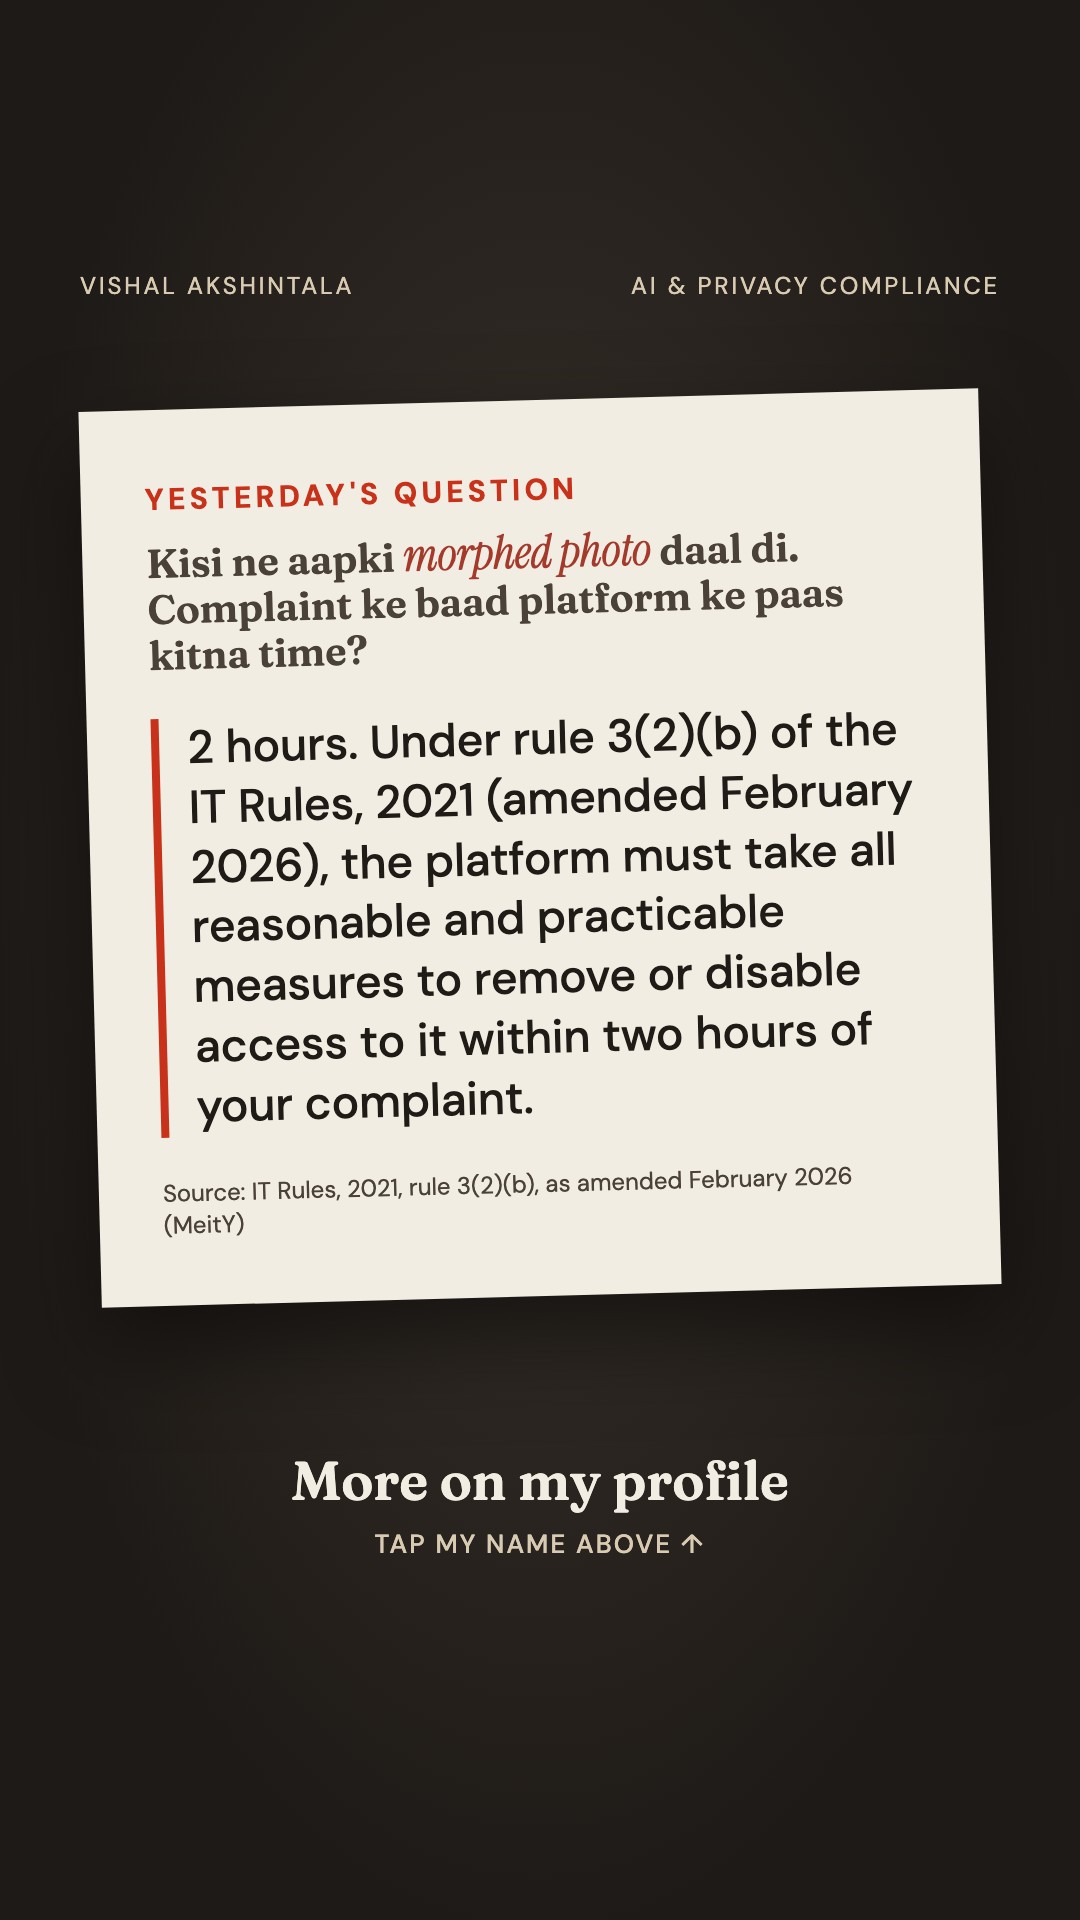 VISHAL AKSHINTALA
AI & PRIVACY COMPLIANCE
YESTERDAY'S QUESTION
Kisi ne aapki morphed photo daal di.
Complaint ke baad platform ke paas
kitna time?
2 hours. Under rule 3(2)(b) of the
IT Rules, 2021 (amended February
2026), the platform must take all
reasonable and practicable
measures to remove or disable
access to it within two hours of
your complaint.
Source: IT Rules, 2021, rule 3(2)(b), as amended February 2026
(MeitY)
More on my profile
TAP MY NAME ABOVE ↑